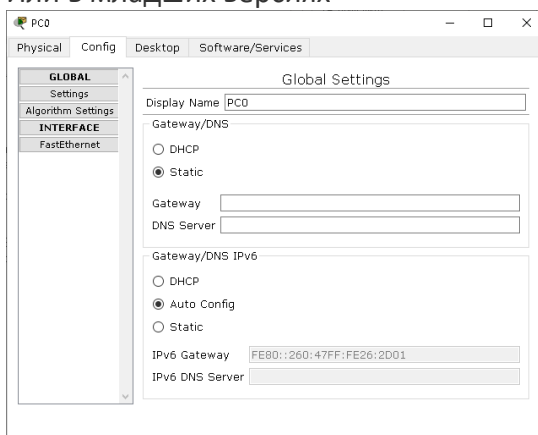 или в младших версиях
PC0
Physical Config Desktop Software/Services
GLOBAL
Settings
Algorithm Settings
INTERFACE
FastEthernet
Global Settings
Display Name PC0
Gateway/DNS
DHCP
Static
Gateway
DNS Server
Gateway/DNS IPv6
DHCP
Auto Config
Static
IPv6 Gateway FE80::260:47FF:FE26:2D01
IPv6 DNS Server